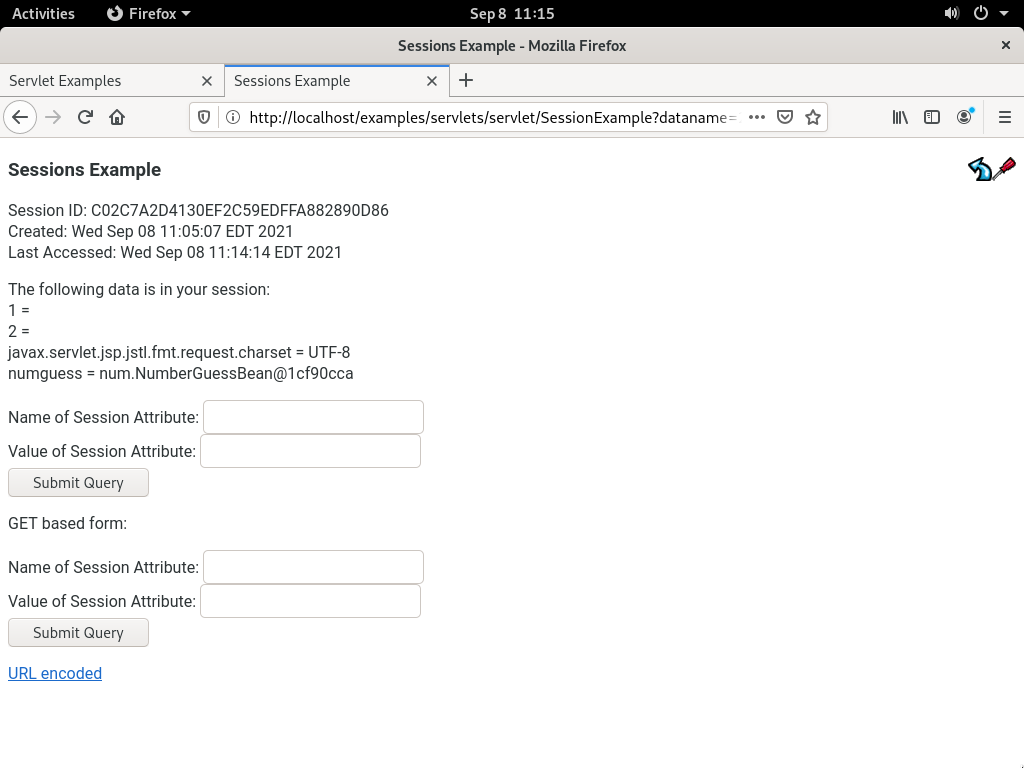 Activities Firefox Sep 8 11:15
Sessions Example - Mozilla Firefox
Servlet Examples Sessions Example
http://localhost/examples/servlets/servlet/SessionExample?dataname=
Sessions Example
Session ID: C02C7A2D4130EF2C59EDFFA882890D86
Created: Wed Sep 08 11:05:07 EDT 2021
Last Accessed: Wed Sep 08 11:14:14 EDT 2021
The following data is in your session:
1 =
2 =
javax.servlet.jsp.jstl.fmt.request.charset = UTF-8
numguess = num.NumberGuessBean@1cf90cca
Name of Session Attribute:
Value of Session Attribute:
Submit Query
GET based form:
Name of Session Attribute:
Value of Session Attribute:
Submit Query
URL encoded